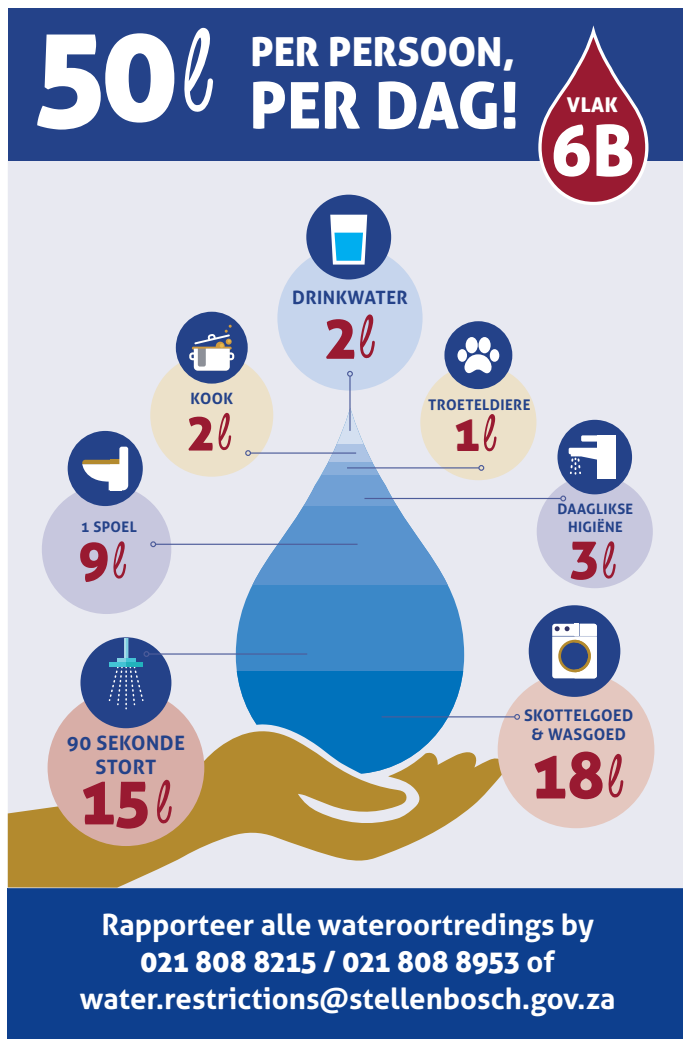 50ℓ
PER PERSOON,
PER DAG!
VLAK
6B
DRINKWATER
2ℓ
KOOK
2ℓ
TROETELDIERE
1ℓ
1 SPOEL
9ℓ
DAAGLIKSE
HIGIËNE
3ℓ
90 SEKONDE
STORT
15ℓ
SKOTTELGOED
& WASGOED
18ℓ
Rapporteer alle wateroortredings by
021 808 8215 / 021 808 8953 of
water.restrictions@stellenbosch.gov.za